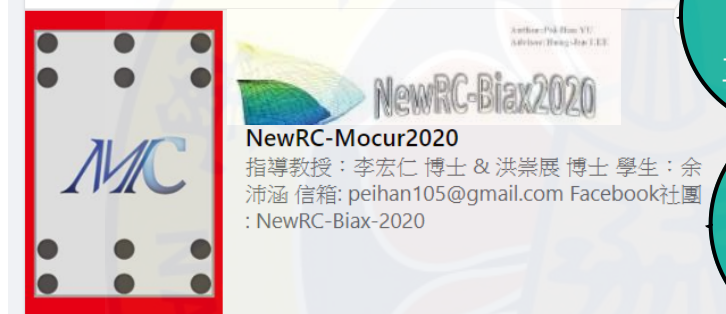 Author:Pei-Han YU
Advisor:Hung-Jen LEE
NewRC-Biax2020
MC
NewRC-Mocur2020
指導教授：李宏仁 博士 & 洪崇展 博士 學生：余
沛涵 信箱: peihan105@gmail.com Facebook社團
: NewRC-Biax-2020